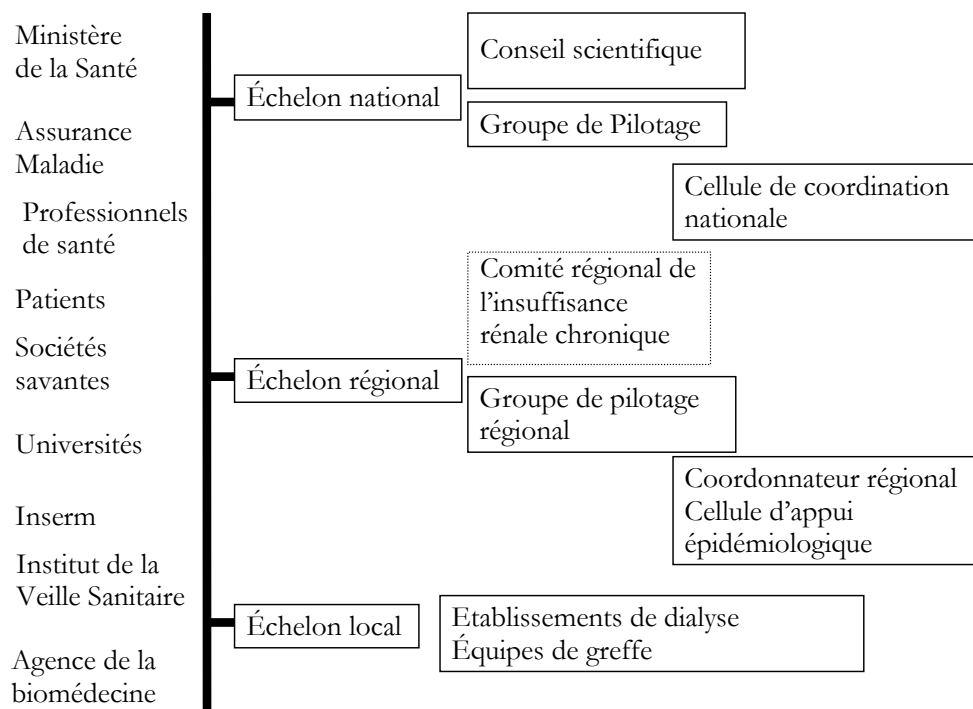 Ministère
de la Santé
Assurance
Maladie
Professionnels
de santé
Patients
Sociétés
savantes
Universités
Inserm
Institut de la
Veille Sanitaire
Agence de la
biomédecine
Échelon national
Conseil scientifique
Groupe de Pilotage
Cellule de coordination
nationale
Échelon régional
Comité régional de
l’insuffisance
rénale chronique
Groupe de pilotage
régional
Coordonnateur régional
Cellule d’appui
épidémiologique
Échelon local
Etablissements de dialyse
Équipes de greffe